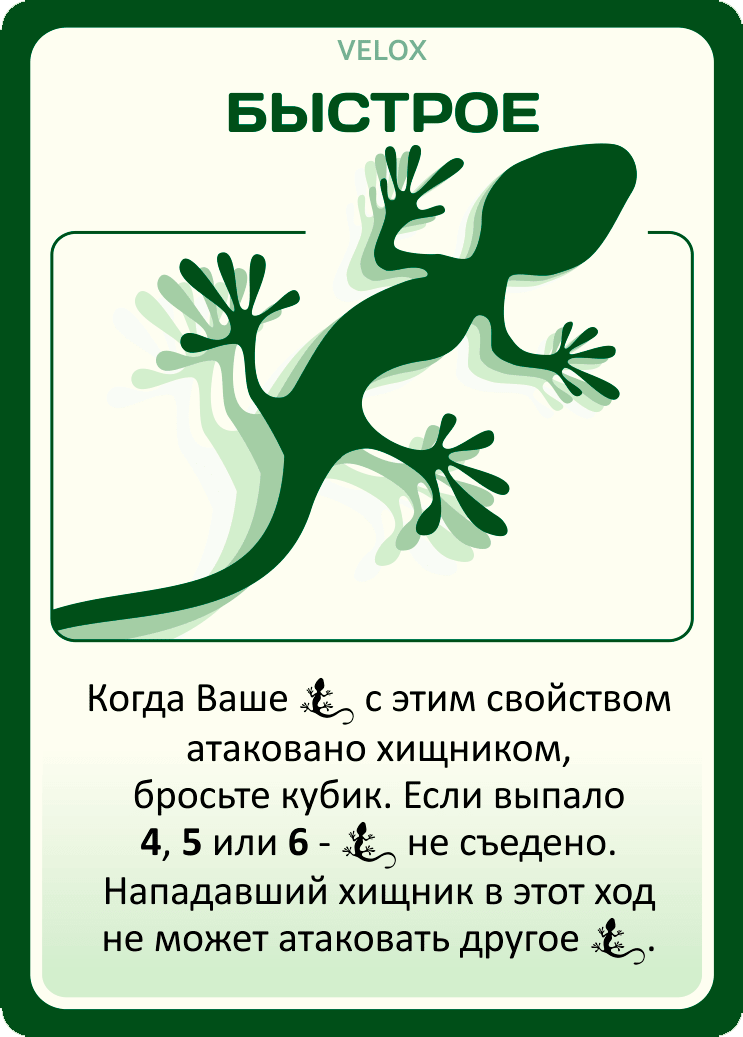 VELOX
БЫСТРОЕ
Когда Ваше с этим свойством
атаковано хищником,
бросьте кубик. Если выпало
4, 5 или 6 - не съедено.
Нападавший хищник в этот ход
не может атаковать другое .